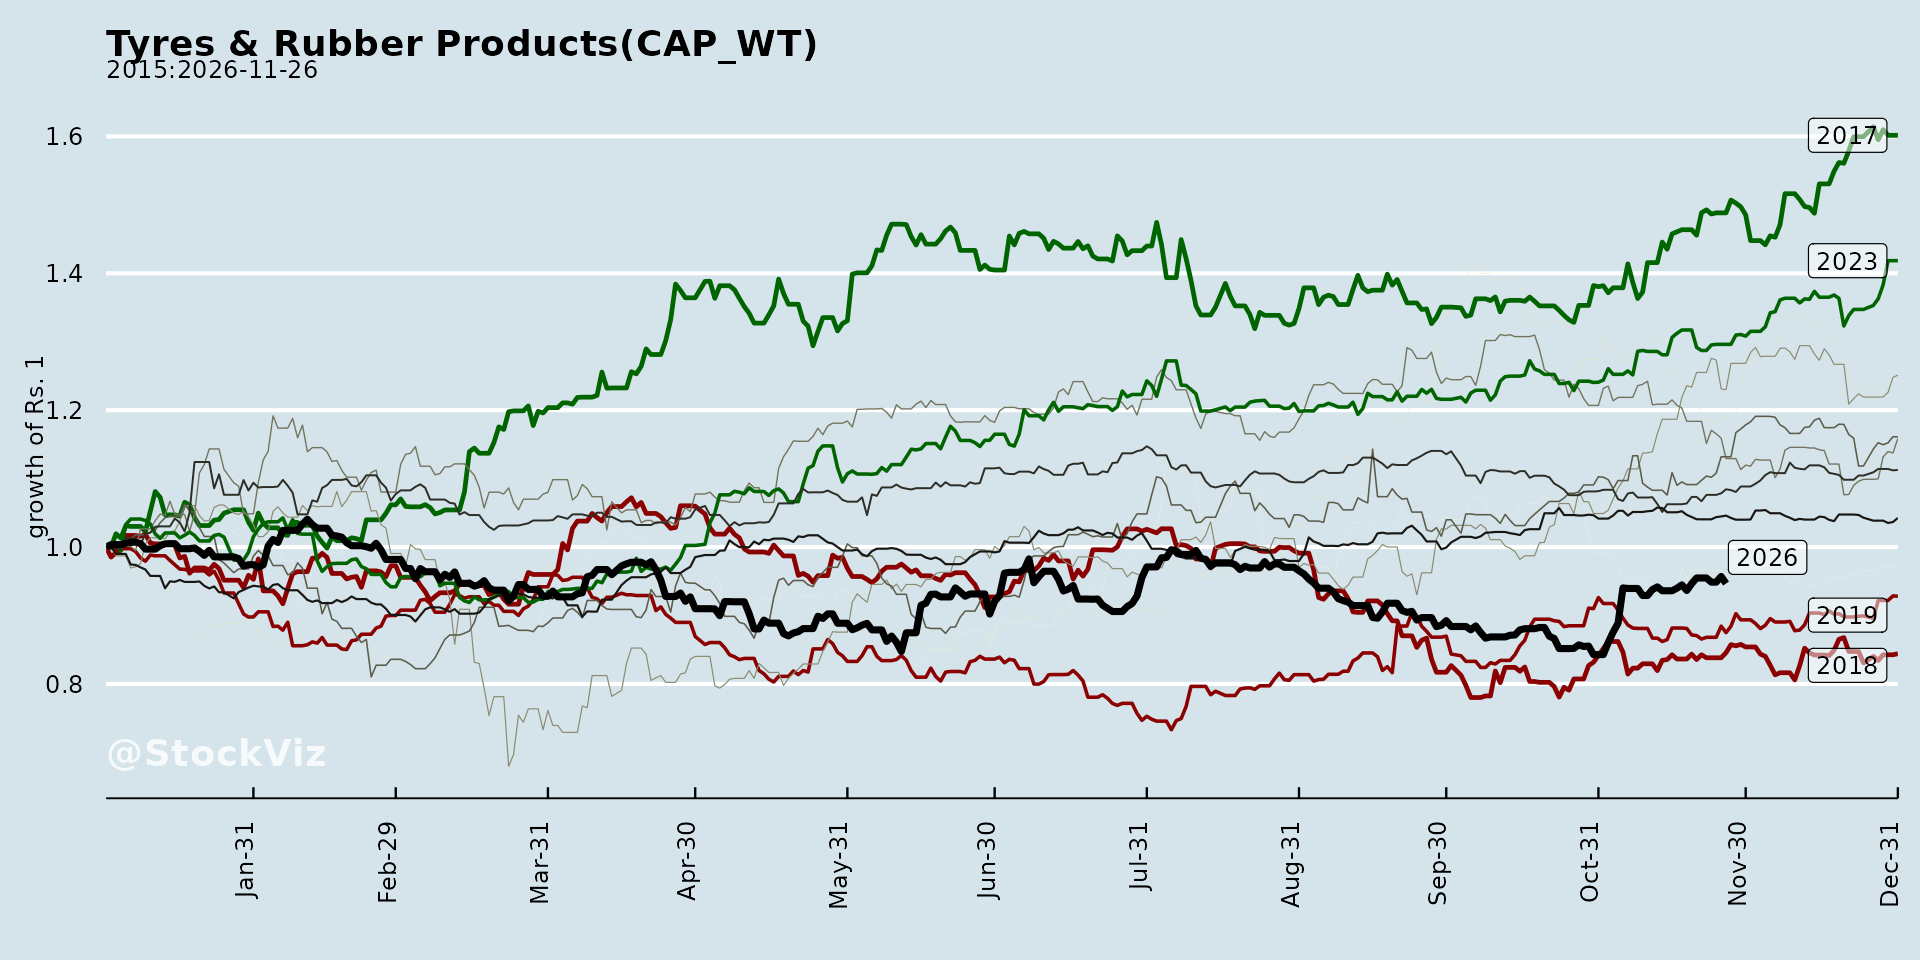 Tyres & Rubber Products(CAP_WT)
2015:2026-11-26
growth of Rs. 1
1.6
1.4
1.2
1.0
0.8
2017
2023
2026
2019
2018
@StockViz
Jan-31
Feb-29
Mar-31
Apr-30
May-31
Jun-30
Jul-31
Aug-31
Sep-30
Oct-31
Nov-30
Dec-31